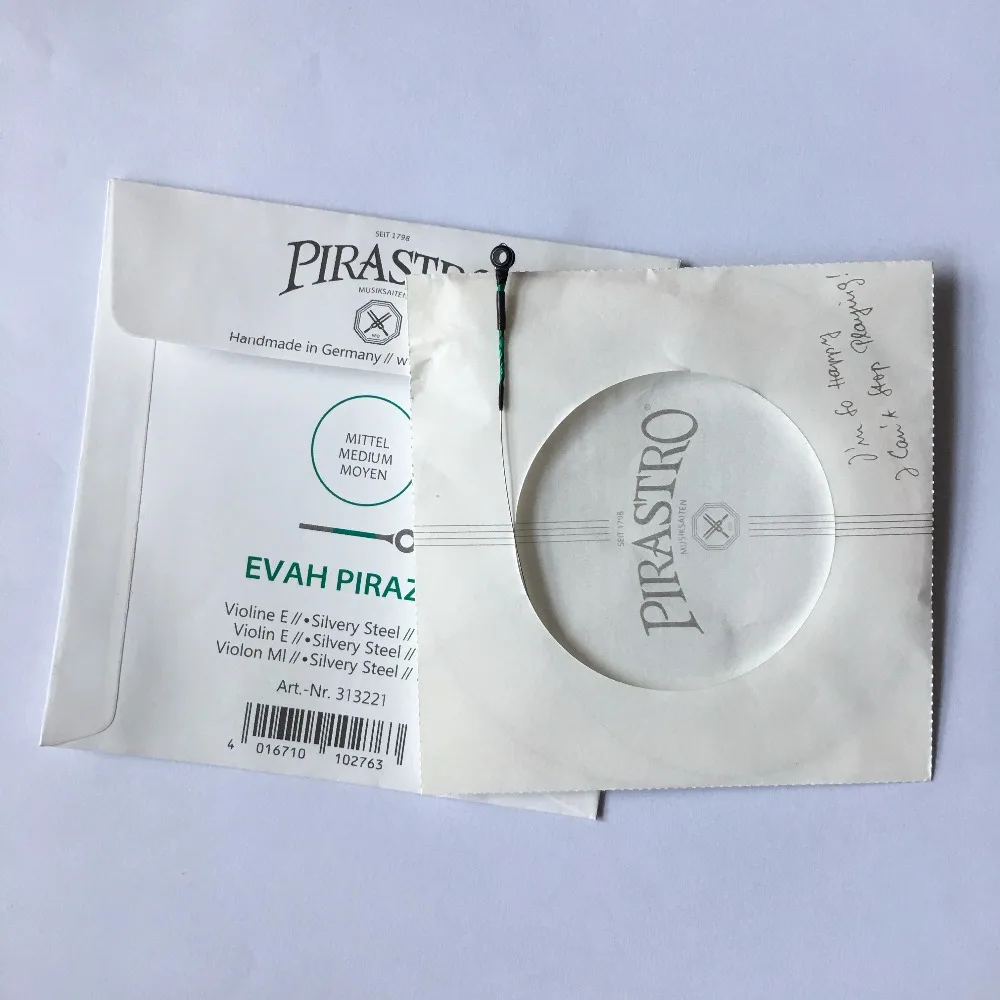 SEIT 1798
PIRASTRO
MUSIKSAITEN
Handmade in Germany // w
MITTEL
MEDIUM
MOYEN
EVAH PIRAZ
Violine E // • Silvery Steel //
Violin E // • Silvery Steel //
Violon MI // • Silvery Steel //
Art.-Nr. 313221
4 016710 102763
SEIT 1798
PIRASTRO®
MUSIKSAITEN
I'm so Happy
I Can't Stop Playing!